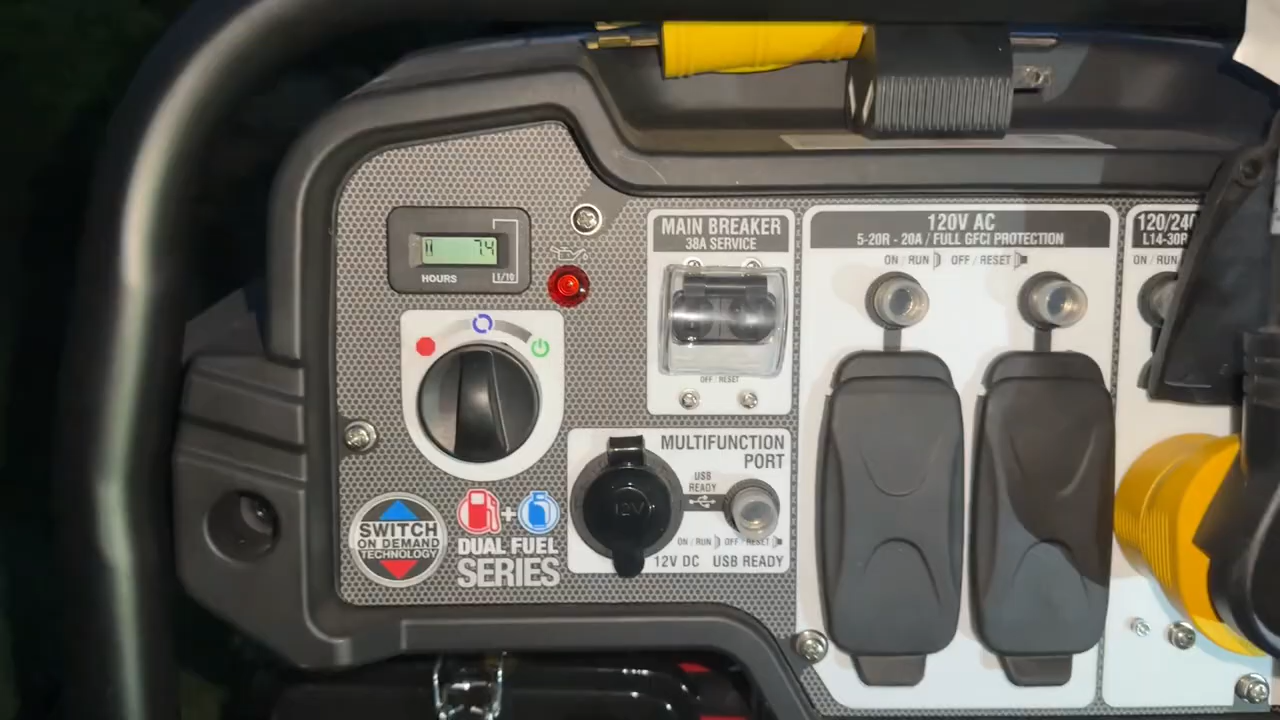 7.4
HOURS
1/10
MAIN BREAKER
38A SERVICE
OFF / RESET
120V AC
5-20R - 20A / FULL GFCI PROTECTION
ON / RUN OFF / RESET
120/240
L14-30R
ON / RUN
MULTIFUNCTION
PORT
USB
READY
12V
ON / RUN OFF / RESET
12V DC USB READY
SWITCH
ON DEMAND
TECHNOLOGY
+
DUAL FUEL
SERIES